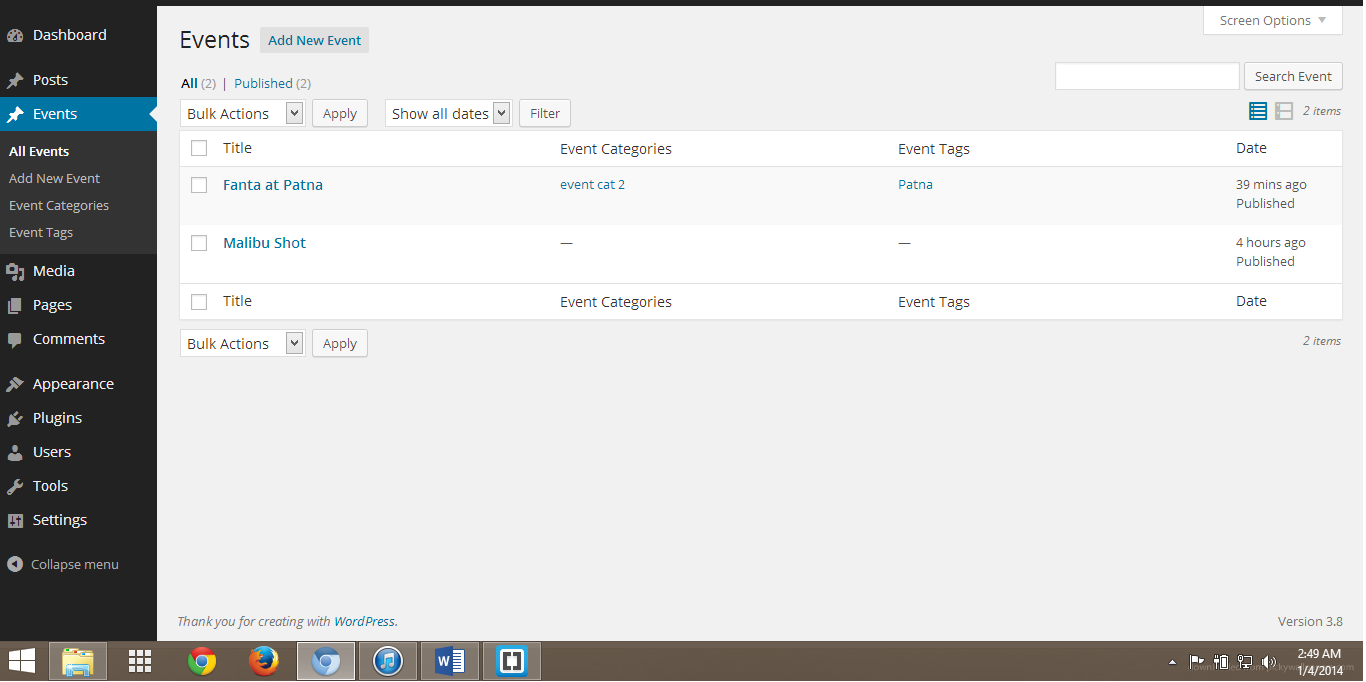 Dashboard
Posts
Events
All Events
Add New Event
Event Categories
Event Tags
Media
Pages
Comments
Appearance
Plugins
Users
Tools
Settings
Collapse menu
Screen Options
Events Add New Event
All (2) | Published (2)
Search Event
Bulk Actions Apply Show all dates Filter 2 items
Title Event Categories Event Tags Date
Fanta at Patna event cat 2 Patna 39 mins ago
Published
Malibu Shot — — 4 hours ago
Published
Title Event Categories Event Tags Date
Bulk Actions Apply 2 items
Thank you for creating with WordPress. Version 3.8
W
2:49 AM
1/4/2014